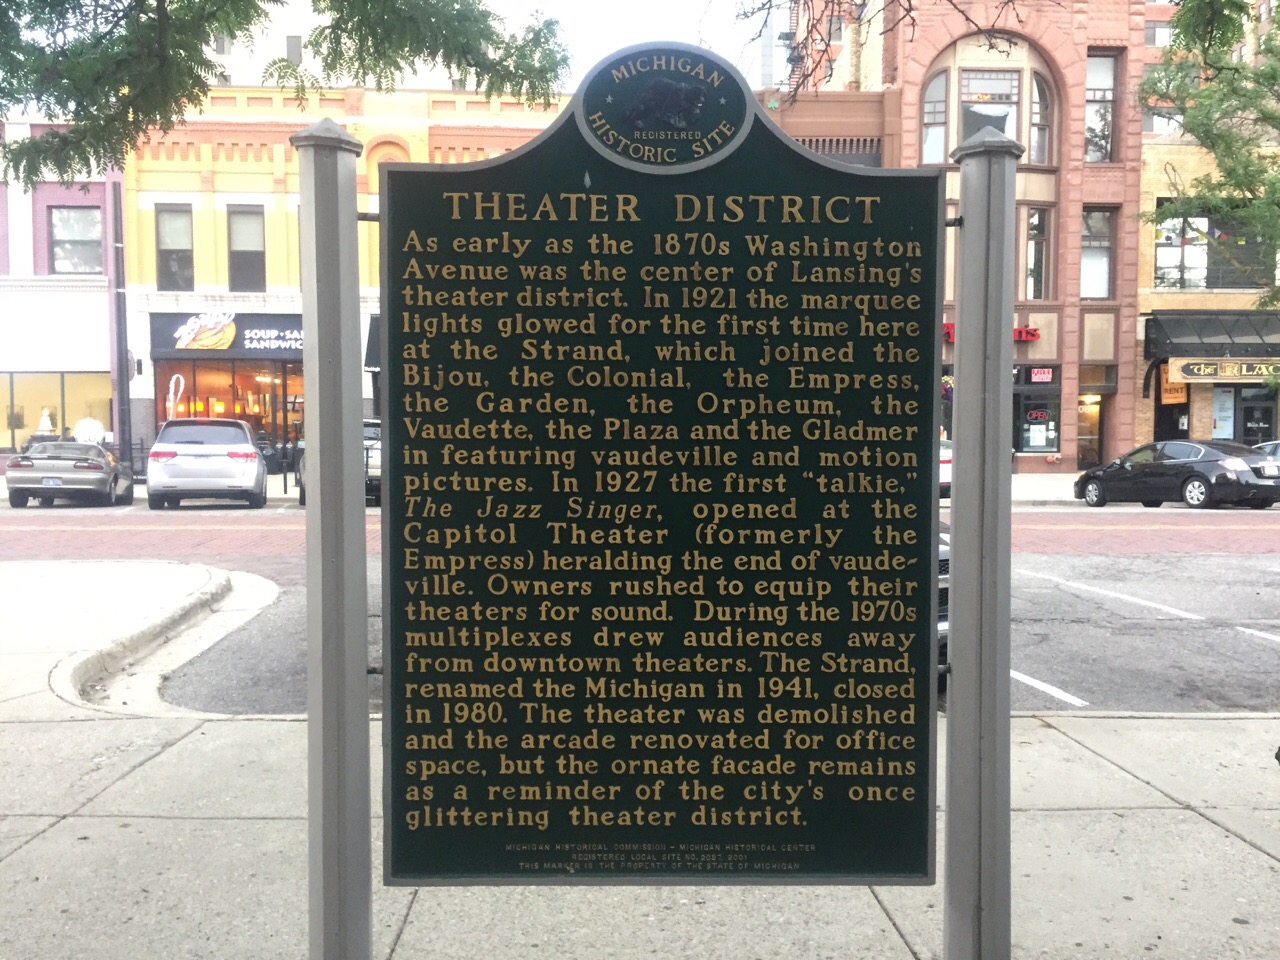 MICHIGAN
REGISTERED
HISTORIC SITE
THEATER DISTRICT
As early as the 1870s Washington
Avenue was the center of Lansing's
theater district. In 1921 the marquee
lights glowed for the first time here
at the Strand, which joined the
Bijou, the Colonial, the Empress,
the Garden, the Orpheum, the
Vaudette, the Plaza and the Gladmer
in featuring vaudeville and motion
pictures. In 1927 the first "talkie,"
The Jazz Singer, opened at the
Capitol Theater (formerly the
Empress) heralding the end of vaude-
ville. Owners rushed to equip their
theaters for sound. During the 1970s
multiplexes drew audiences away
from downtown theaters. The Strand,
renamed the Michigan in 1941, closed
in 1980. The theater was demolished
and the arcade renovated for office
space, but the ornate facade remains
as a reminder of the city's once
glittering theater district.
MICHIGAN HISTORICAL COMMISSION – MICHIGAN HISTORICAL CENTER
REGISTERED LOCAL SITE NO. 2087, 2001
THIS MARKER IS THE PROPERTY OF THE STATE OF MICHIGAN
SOUP·SA
SANDWIC
OPEN
RENT
the